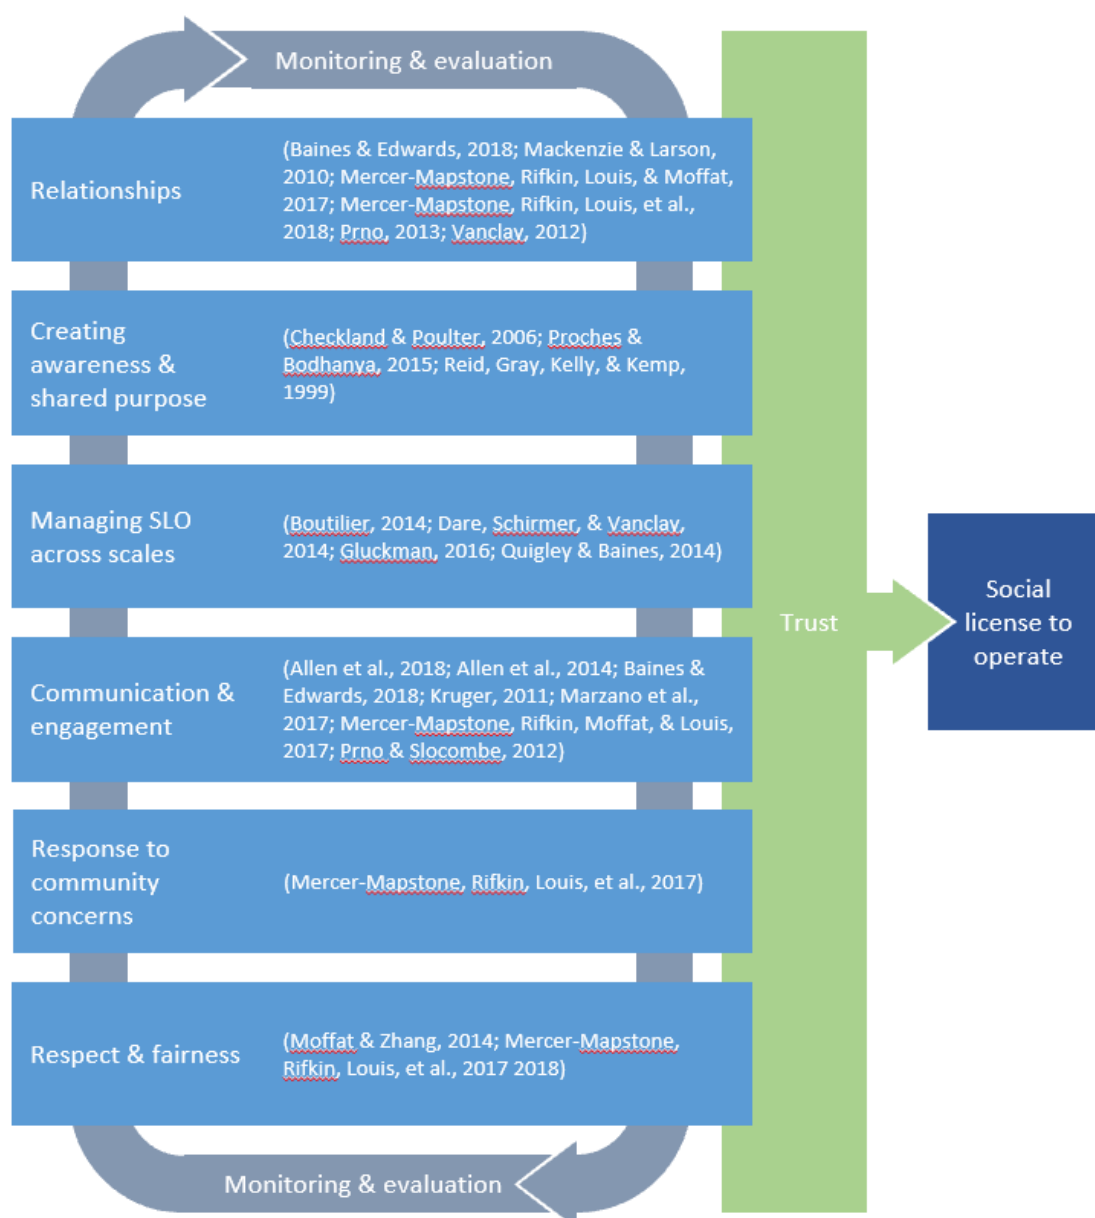 Monitoring & evaluation
Relationships
(Baines & Edwards, 2018; Mackenzie & Larson,
2010; Mercer-Mapstone, Rifkin, Louis, & Moffat,
2017; Mercer-Mapstone, Rifkin, Louis, et al.,
2018; Prno, 2013; Vanclay, 2012)
Creating
awareness &
shared purpose
(Checkland & Poulter, 2006; Proches &
Bodhanya, 2015; Reid, Gray, Kelly, & Kemp,
1999)
Managing SLO
across scales
(Boutilier, 2014; Dare, Schirmer, & Vanclay,
2014; Gluckman, 2016; Quigley & Baines, 2014)
Communication &
engagement
(Allen et al., 2018; Allen et al., 2014; Baines &
Edwards, 2018; Kruger, 2011; Marzano et al.,
2017; Mercer-Mapstone, Rifkin, Moffat, & Louis,
2017; Prno & Slocombe, 2012)
Response to
community
concerns
(Mercer-Mapstone, Rifkin, Louis, et al., 2017)
Respect & fairness
(Moffat & Zhang, 2014; Mercer-Mapstone,
Rifkin, Louis, et al., 2017 2018)
Monitoring & evaluation
Trust
Social
license to
operate